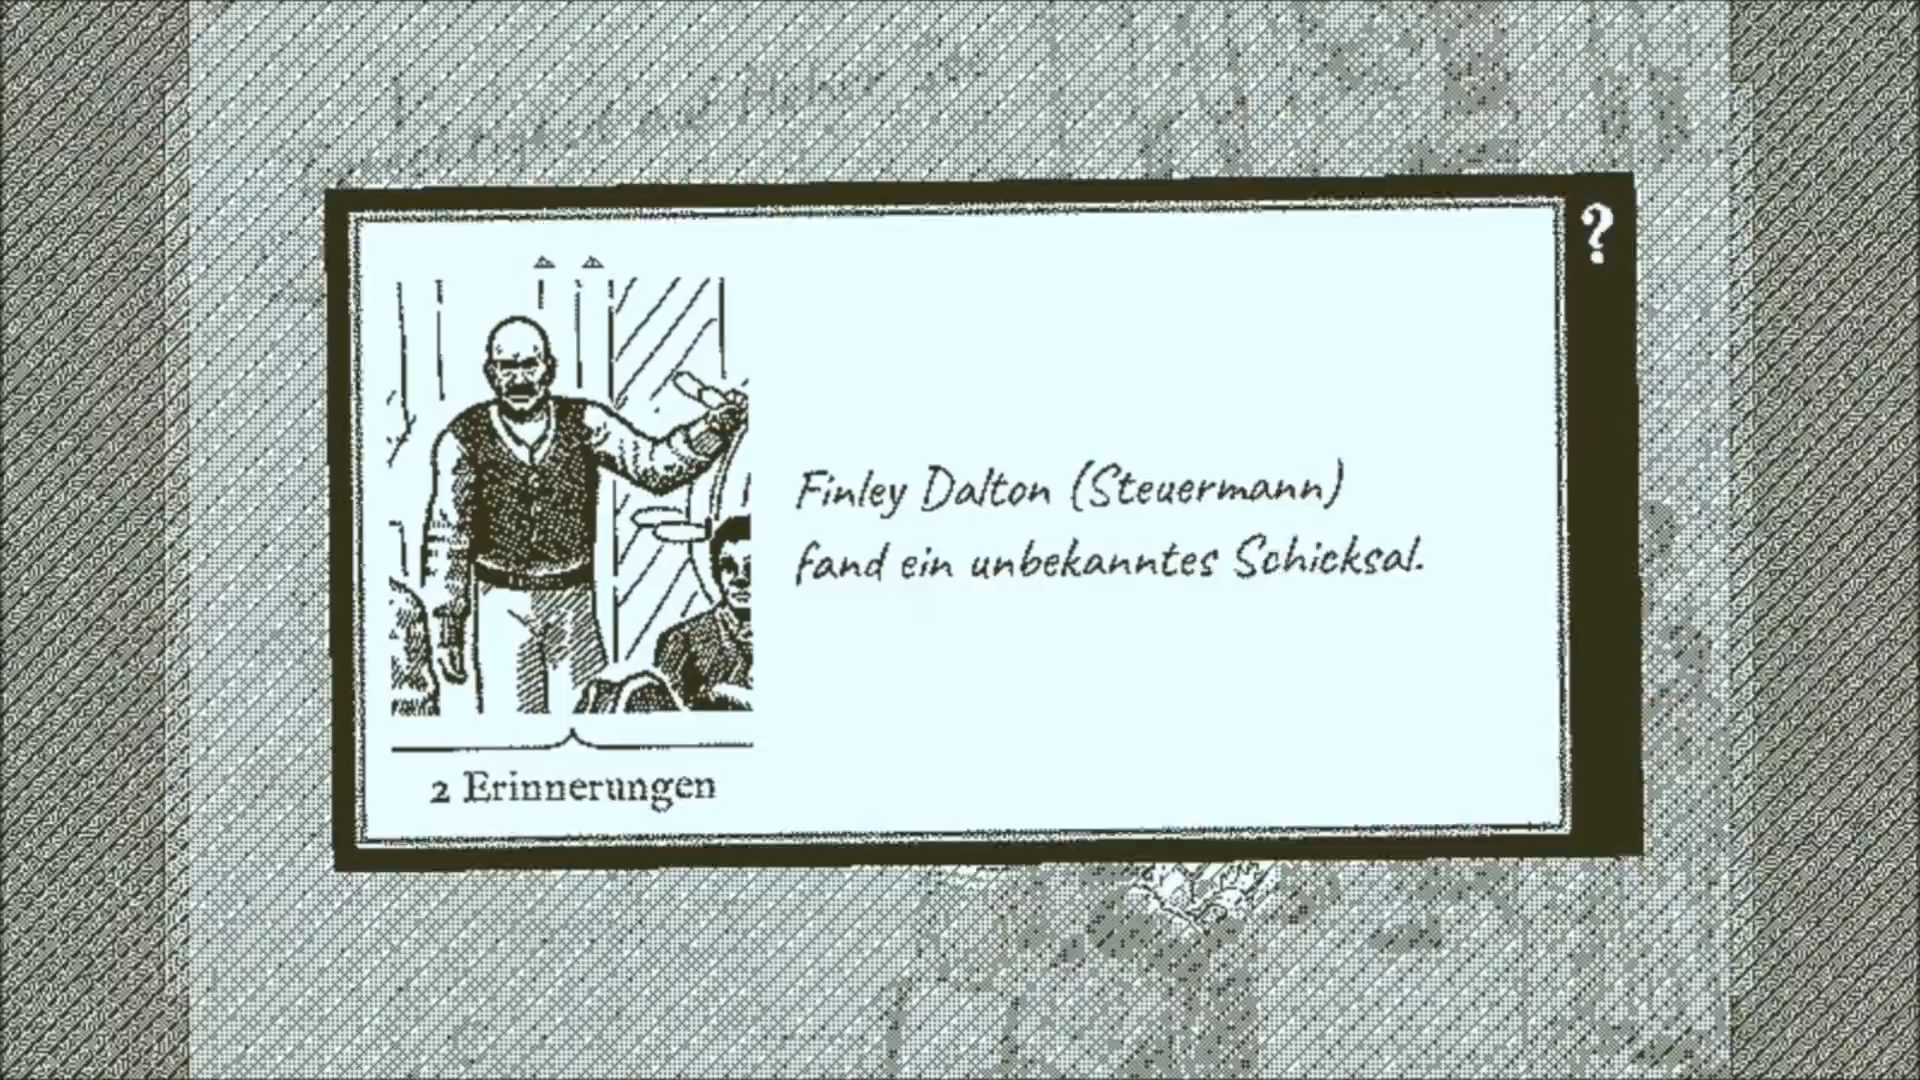 ?
Finley Dalton (Steuermann)
fand ein unbekanntes Schicksal.
2 Erinnerungen